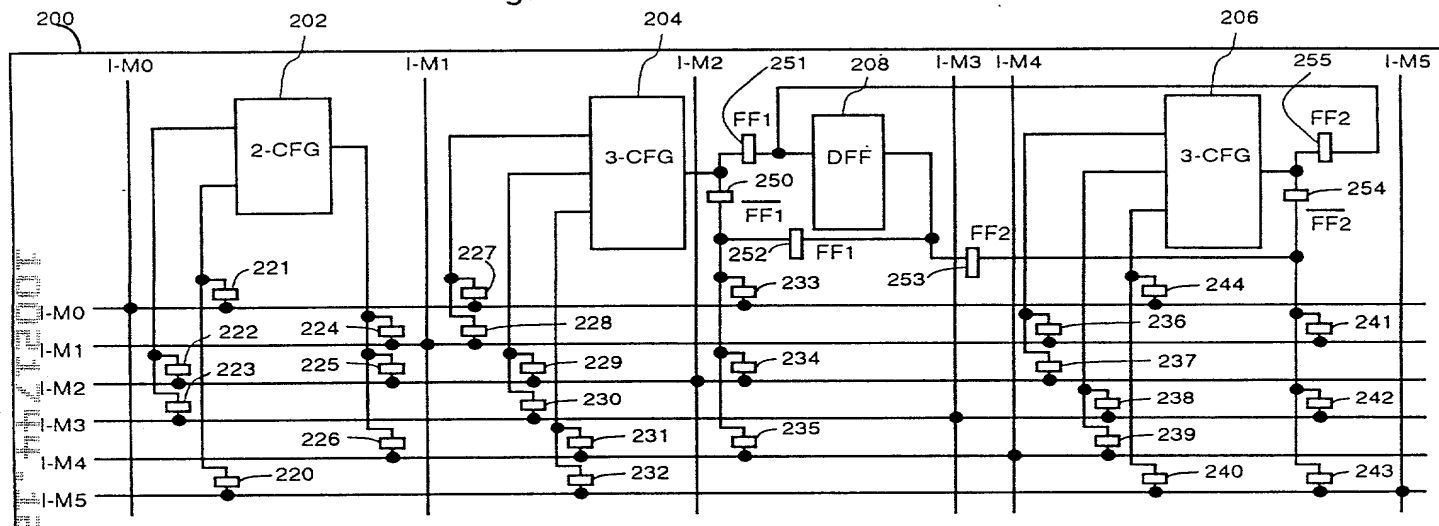 200
202
204
206
I-M0
I-M1
I-M2
251
208
I-M3
I-M4
255
I-M5
FF1
FF2
2-CFG
3-CFG
DFF
3-CFG
250
FF1
254
FF2
252
FF1
FF2
253
221
227
233
244
I-M0
222
224
228
236
241
I-M1
223
225
229
234
237
I-M2
230
238
242
I-M3
226
231
235
239
I-M4
220
232
240
243
I-M5